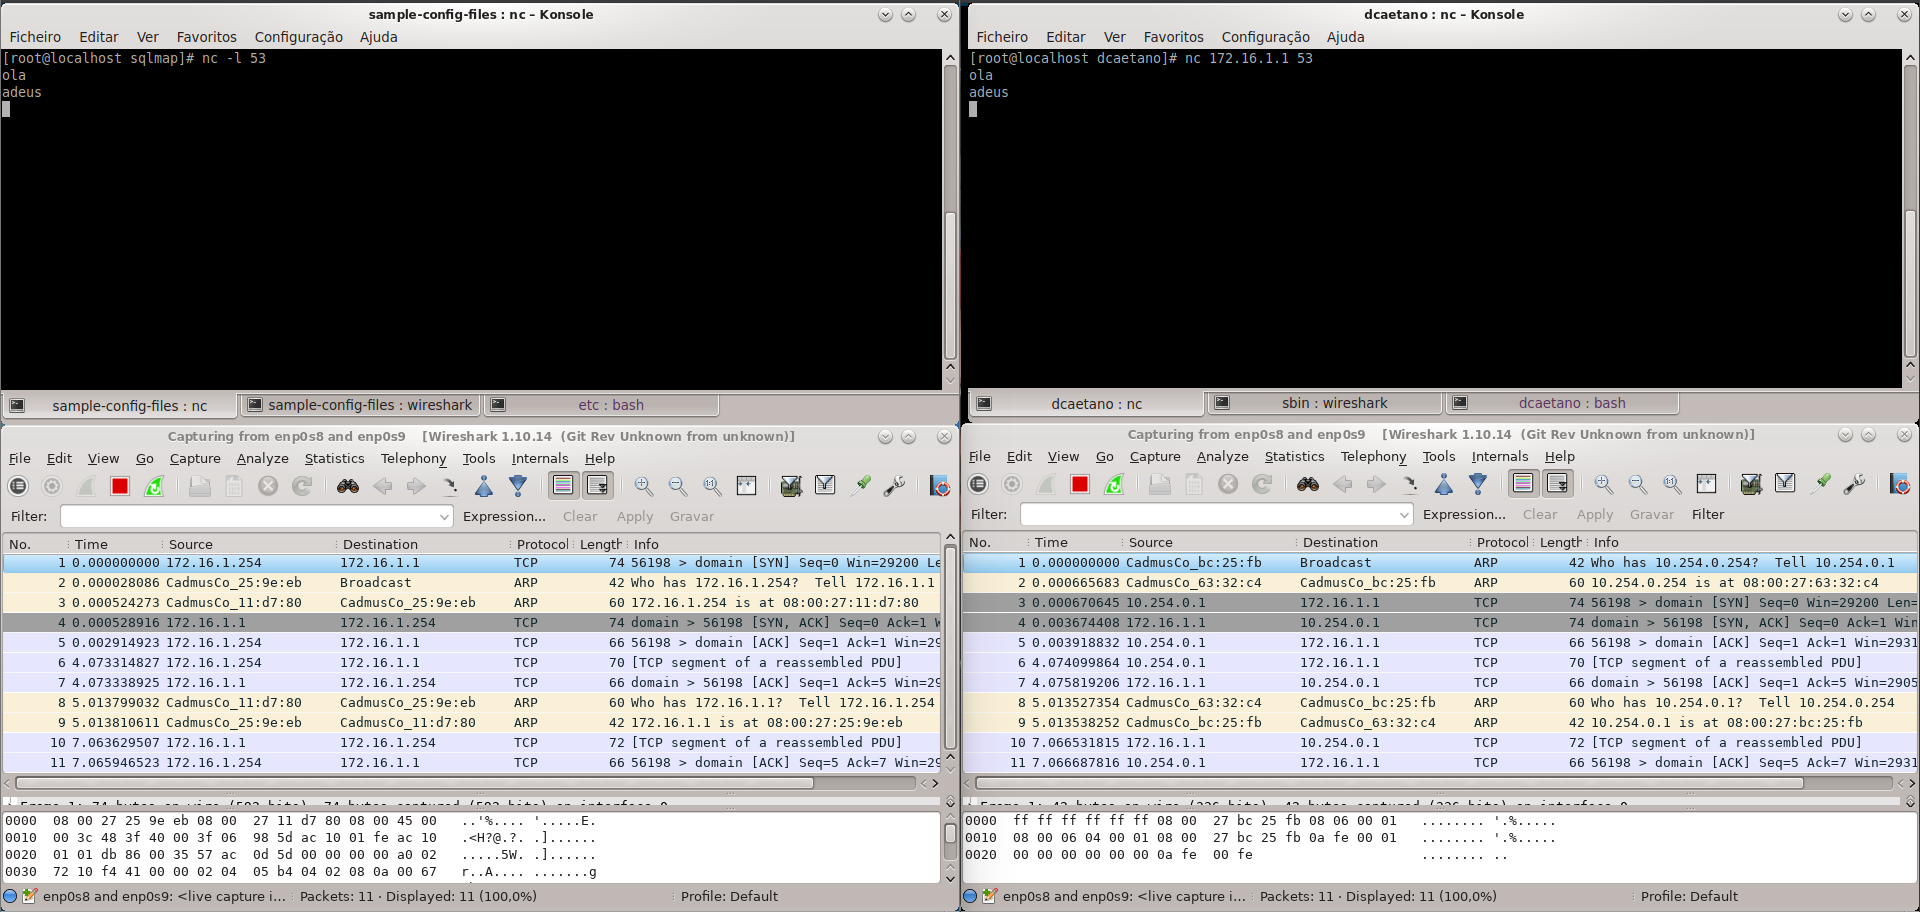 sample-config-files : nc – Konsole
Ficheiro Editar Ver Favoritos Configuração Ajuda
[root@localhost sqlmap]# nc -l 53
ola
adeus
sample-config-files : nc
sample-config-files : wireshark
etc : bash
Capturing from enp0s8 and enp0s9 [Wireshark 1.10.14 (Git Rev Unknown from unknown)]
File Edit View Go Capture Analyze Statistics Telephony Tools Internals Help
Filter: Expression... Clear Apply Gravar
No. Time Source Destination Protocol Length Info
1 0.000000000 172.16.1.254 172.16.1.1 TCP 74 56198 > domain [SYN] Seq=0 Win=29200 Le
2 0.000028086 CadmusCo_25:9e:eb Broadcast ARP 42 Who has 172.16.1.254? Tell 172.16.1.1
3 0.000524273 CadmusCo_11:d7:80 CadmusCo_25:9e:eb ARP 60 172.16.1.254 is at 08:00:27:11:d7:80
4 0.000528916 172.16.1.1 172.16.1.254 TCP 74 domain > 56198 [SYN, ACK] Seq=0 Ack=1 W
5 0.002914923 172.16.1.254 172.16.1.1 TCP 66 56198 > domain [ACK] Seq=1 Ack=1 Win=29
6 4.073314827 172.16.1.254 172.16.1.1 TCP 70 [TCP segment of a reassembled PDU]
7 4.073338925 172.16.1.1 172.16.1.254 TCP 66 domain > 56198 [ACK] Seq=1 Ack=5 Win=29
8 5.013799032 CadmusCo_11:d7:80 CadmusCo_25:9e:eb ARP 60 Who has 172.16.1.1? Tell 172.16.1.254
9 5.013810611 CadmusCo_25:9e:eb CadmusCo_11:d7:80 ARP 42 172.16.1.1 is at 08:00:27:25:9e:eb
10 7.063629507 172.16.1.1 172.16.1.254 TCP 72 [TCP segment of a reassembled PDU]
11 7.065946523 172.16.1.254 172.16.1.1 TCP 66 56198 > domain [ACK] Seq=5 Ack=7 Win=29
Frame 1: 74 bytes on wire (592 bits), 74 bytes captured (592 bits) on interface 0
0000 08 00 27 25 9e eb 08 00 27 11 d7 80 08 00 45 00 ..'%.... '.....E.
0010 00 3c 48 3f 40 00 3f 06 98 5d ac 10 01 fe ac 10 .<H?@.?. .]......
0020 01 01 db 86 00 35 57 ac 0d 5d 00 00 00 00 a0 02 .....5W. .]......
0030 72 10 f4 41 00 00 02 04 05 b4 04 02 08 0a 00 67 r..A.... .......g
enp0s8 and enp0s9: <live capture i... Packets: 11 · Displayed: 11 (100,0%) Profile: Default
dcaetano : nc – Konsole
Ficheiro Editar Ver Favoritos Configuração Ajuda
[root@localhost dcaetano]# nc 172.16.1.1 53
ola
adeus
dcaetano : nc
sbin : wireshark
dcaetano : bash
Capturing from enp0s8 and enp0s9 [Wireshark 1.10.14 (Git Rev Unknown from unknown)]
File Edit View Go Capture Analyze Statistics Telephony Tools Internals Help
Filter: Expression... Clear Apply Gravar Filter
No. Time Source Destination Protocol Length Info
1 0.000000000 CadmusCo_bc:25:fb Broadcast ARP 42 Who has 10.254.0.254? Tell 10.254.0.1
2 0.000665683 CadmusCo_63:32:c4 CadmusCo_bc:25:fb ARP 60 10.254.0.254 is at 08:00:27:63:32:c4
3 0.000670645 10.254.0.1 172.16.1.1 TCP 74 56198 > domain [SYN] Seq=0 Win=29200 Len=
4 0.003674408 172.16.1.1 10.254.0.1 TCP 74 domain > 56198 [SYN, ACK] Seq=0 Ack=1 Win
5 0.003918832 10.254.0.1 172.16.1.1 TCP 66 56198 > domain [ACK] Seq=1 Ack=1 Win=2931
6 4.074099864 10.254.0.1 172.16.1.1 TCP 70 [TCP segment of a reassembled PDU]
7 4.075819206 172.16.1.1 10.254.0.1 TCP 66 domain > 56198 [ACK] Seq=1 Ack=5 Win=2905
8 5.013527354 CadmusCo_63:32:c4 CadmusCo_bc:25:fb ARP 60 Who has 10.254.0.1? Tell 10.254.0.254
9 5.013538252 CadmusCo_bc:25:fb CadmusCo_63:32:c4 ARP 42 10.254.0.1 is at 08:00:27:bc:25:fb
10 7.066531815 172.16.1.1 10.254.0.1 TCP 72 [TCP segment of a reassembled PDU]
11 7.066687816 10.254.0.1 172.16.1.1 TCP 66 56198 > domain [ACK] Seq=5 Ack=7 Win=2931
Frame 1: 42 bytes on wire (336 bits), 42 bytes captured (336 bits) on interface 0
0000 ff ff ff ff ff ff 08 00 27 bc 25 fb 08 06 00 01 ........ '.%.....
0010 08 00 06 04 00 01 08 00 27 bc 25 fb 0a fe 00 01 ........ '.%.....
0020 00 00 00 00 00 00 0a fe 00 fe ........ ..
enp0s8 and enp0s9: <live capture i... Packets: 11 · Displayed: 11 (100,0%) Profile: Default